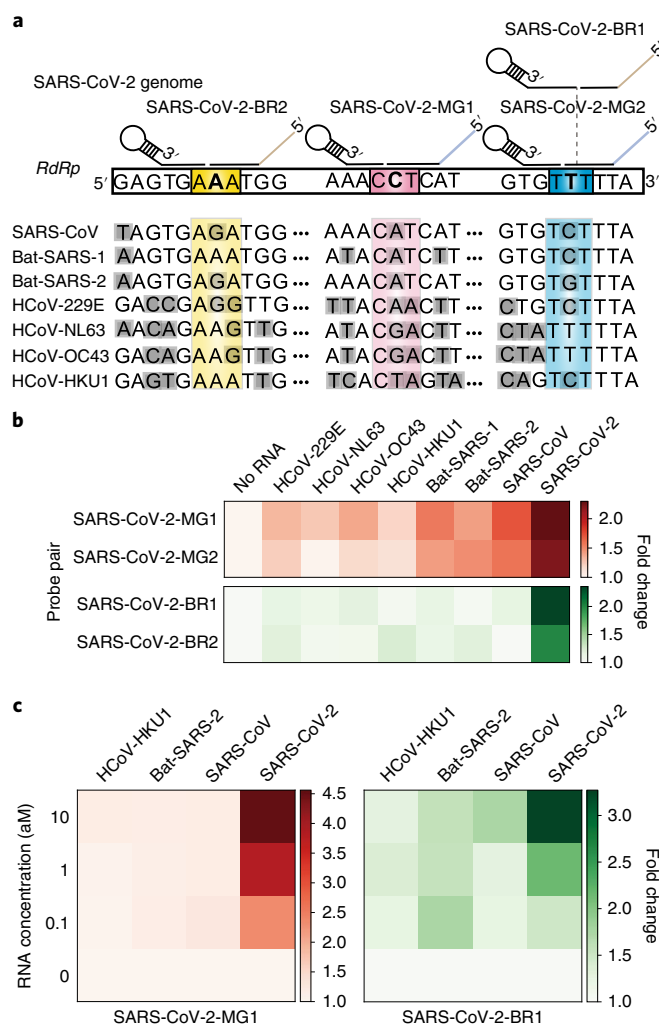 a
SARS-CoV-2-BR1
3′
5′
SARS-CoV-2 genome
SARS-CoV-2-BR2
SARS-CoV-2-MG1
SARS-CoV-2-MG2
3′
5′
3′
5′
3′
5′
RdRp
5′ GAGTGAAATGG AAACCTCAT GTGTTTTTA 3′
SARS-CoV TAGTGAGATGG ••• AAACATCAT ••• GTGTCTTTA
Bat-SARS-1 AAGTGAAATGG ••• ATACATCTT ••• GTGTCTTTA
Bat-SARS-2 AAGTGAGATGG ••• AAACATCAT ••• GTGTGTTTA
HCoV-229E GACCGAGGTTG ••• TTACAACTT ••• CTGTCTTTA
HCoV-NL63 AACAGAAGTTG ••• ATACGACTT ••• CTATTTTTA
HCoV-OC43 GACAGAAGTTG ••• ATACGACTT ••• CTATTTTTA
HCoV-HKU1 GAGTGAAATTG ••• TCACTAGTA ••• CAGTCTTTA
b
No RNA
HCoV-229E
HCoV-NL63
HCoV-OC43
HCoV-HKU1
Bat-SARS-1
Bat-SARS-2
SARS-CoV
SARS-CoV-2
Probe pair
SARS-CoV-2-MG1
SARS-CoV-2-MG2
SARS-CoV-2-BR1
SARS-CoV-2-BR2
2.0
1.5
1.0
2.0
1.5
1.0
Fold change
c
HCoV-HKU1
Bat-SARS-2
SARS-CoV
SARS-CoV-2
HCoV-HKU1
Bat-SARS-2
SARS-CoV
SARS-CoV-2
RNA concentration (aM)
10
1
0.1
0
4.5
4.0
3.5
3.0
2.5
2.0
1.5
1.0
Fold change
3.0
2.5
2.0
1.5
1.0
Fold change
SARS-CoV-2-MG1
SARS-CoV-2-BR1